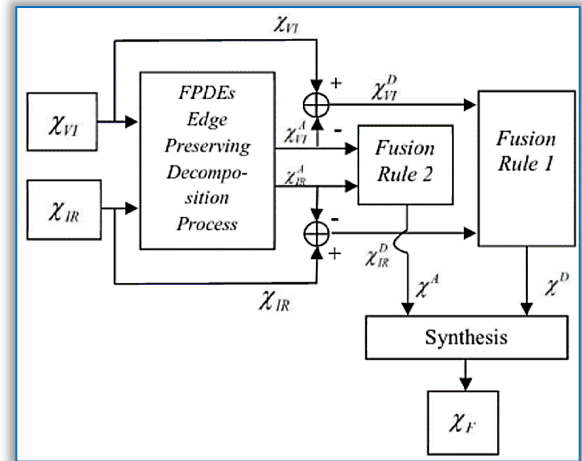 χ_VI
χ_VI
FPDEs
Edge
Preserving
Decompo-
sition
Process
+
χ_VI^D
-
χ_VI^A
Fusion
Rule 1
Fusion
Rule 2
χ_IR
χ_IR^A
-
+
χ_IR^D
χ_IR
χ^A
χ^D
Synthesis
χ_F